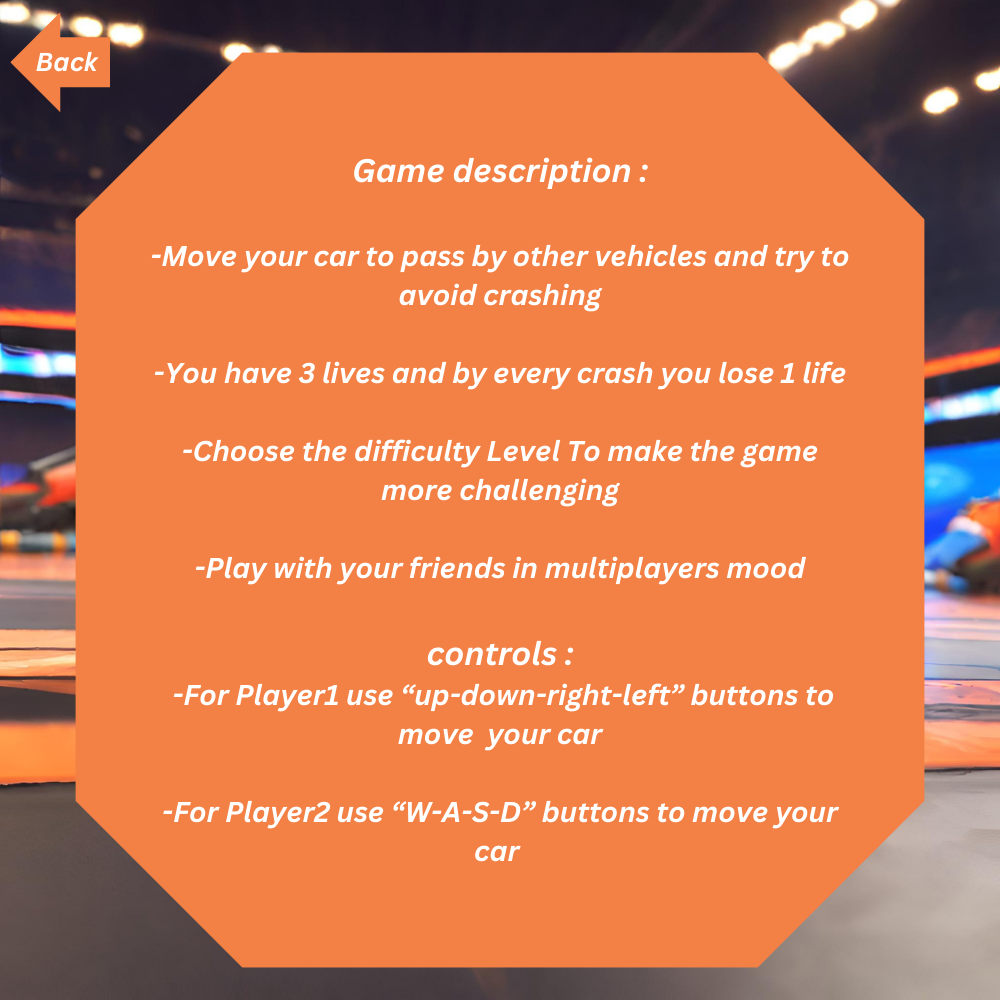 Back
Game description :
-Move your car to pass by other vehicles and try to
avoid crashing
-You have 3 lives and by every crash you lose 1 life
-Choose the difficulty Level To make the game
more challenging
-Play with your friends in multiplayers mood
controls :
-For Player1 use “up-down-right-left” buttons to
move  your car
-For Player2 use “W-A-S-D” buttons to move your
car